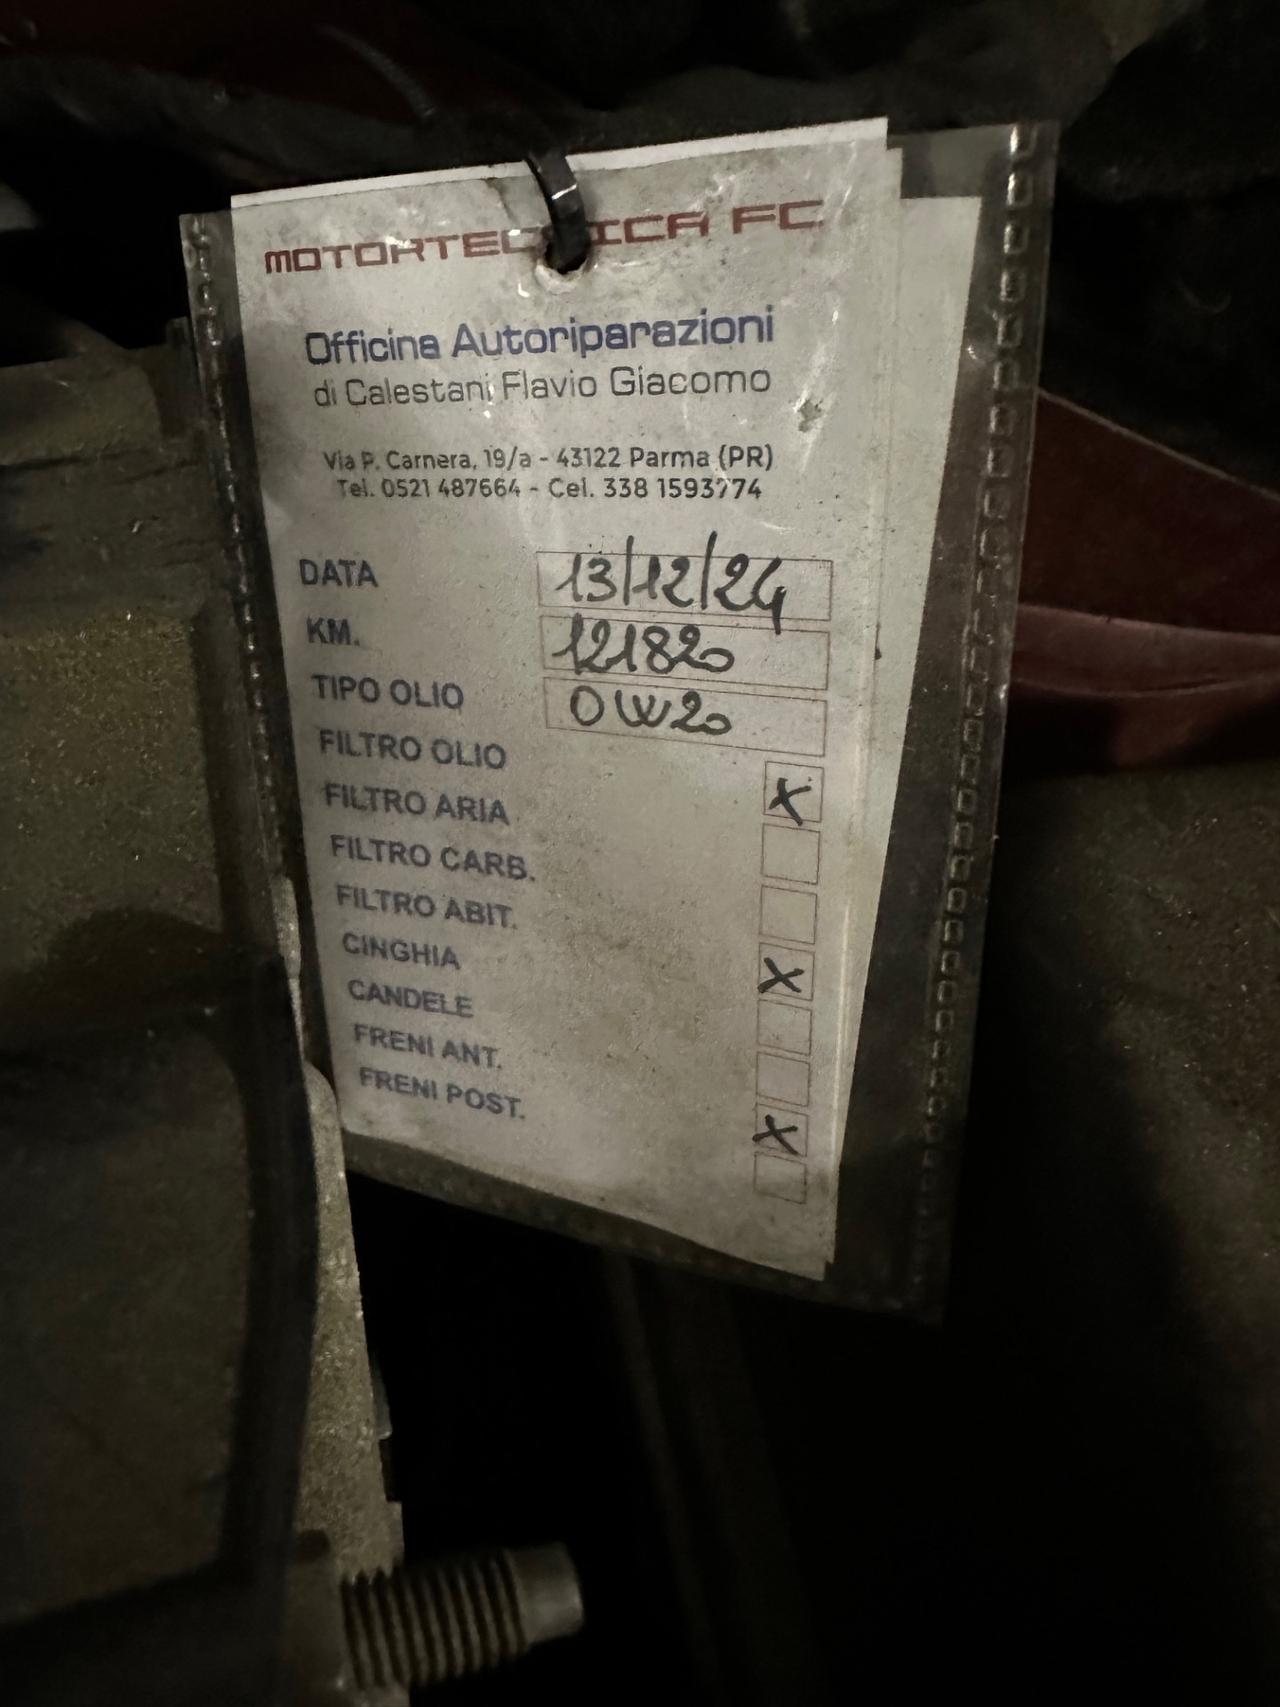 MOTORTECNICA FC
Officina Autoriparazioni
di Calestani Flavio Giacomo
Via P. Carnera, 19/a - 43122 Parma (PR)
Tel. 0521 487664 - Cel. 338 1593774
DATA 13/12/24
KM. 121820
TIPO OLIO 0W20
FILTRO OLIO X
FILTRO ARIA
FILTRO CARB.
FILTRO ABIT. X
CINGHIA
CANDELE
FRENI ANT. X
FRENI POST.